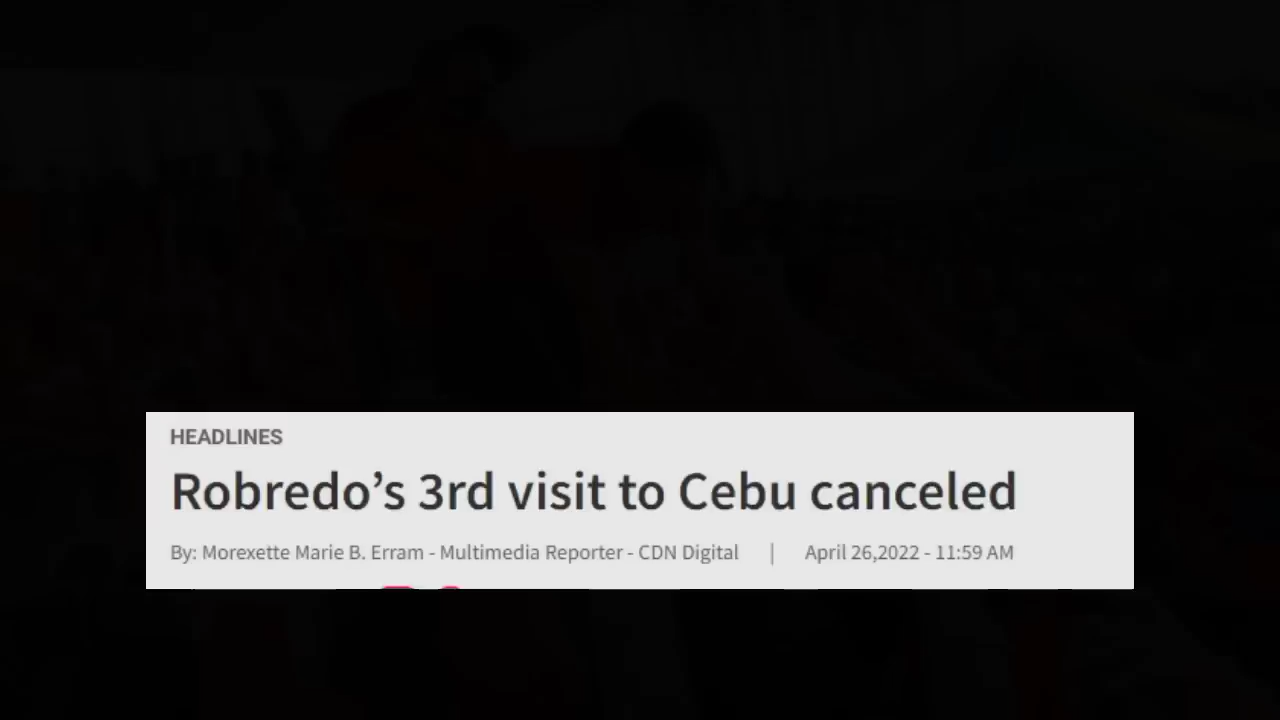 HEADLINES
Robredo’s 3rd visit to Cebu canceled
By: Morexette Marie B. Erram - Multimedia Reporter - CDN Digital | April 26,2022 - 11:59 AM